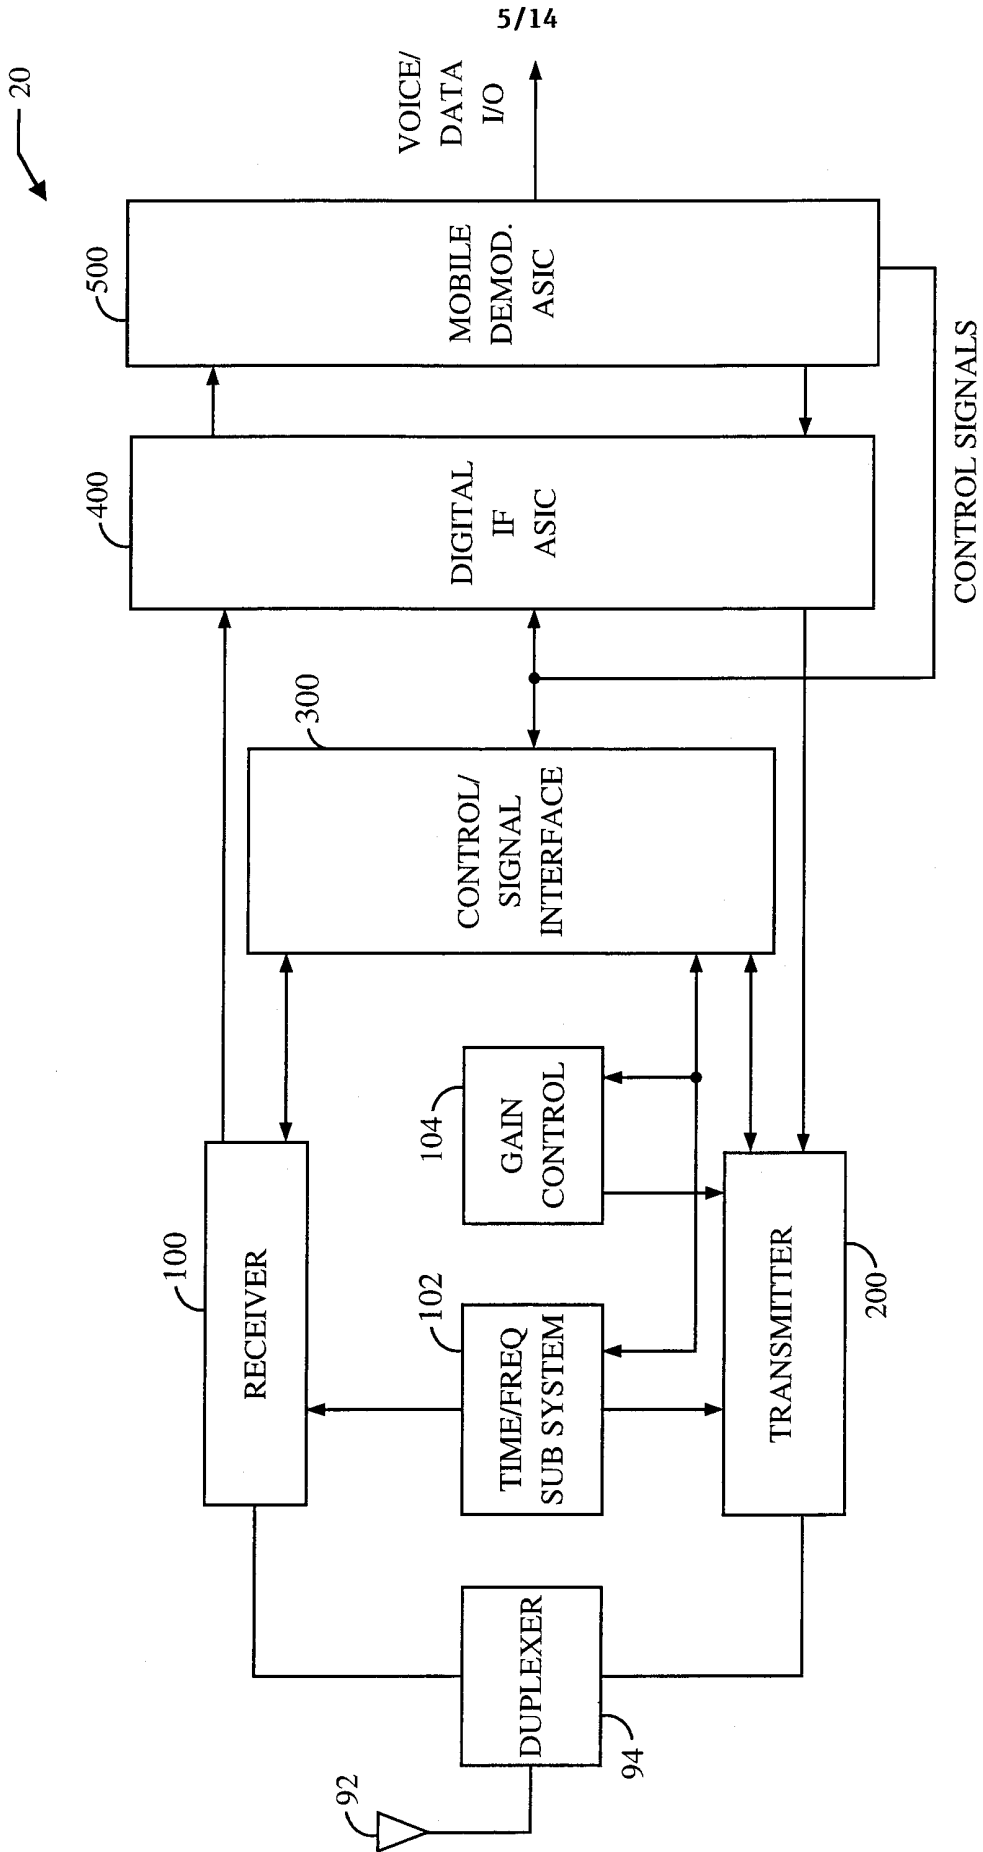 5/14
20
VOICE/
DATA
I/O
500
MOBILE
DEMOD.
ASIC
400
DIGITAL
IF
ASIC
CONTROL SIGNALS
300
CONTROL/
SIGNAL
INTERFACE
104
GAIN
CONTROL
100
RECEIVER
102
TIME/FREQ
SUB SYSTEM
TRANSMITTER
200
DUPLEXER
94
92